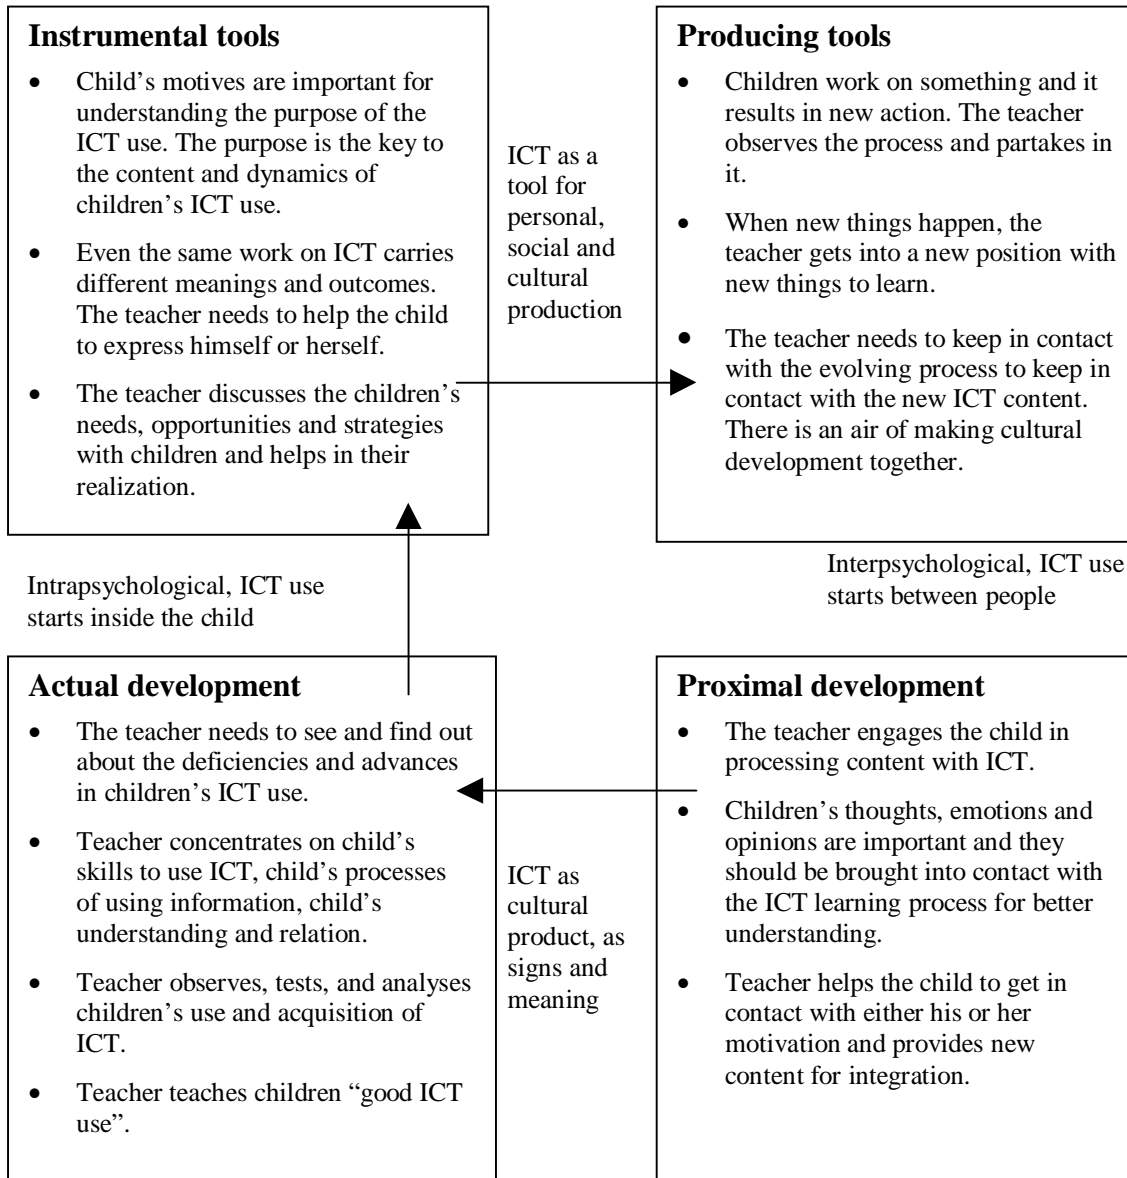 Instrumental tools
• Child’s motives are important for
understanding the purpose of the
ICT use. The purpose is the key to
the content and dynamics of
children’s ICT use.
• Even the same work on ICT carries
different meanings and outcomes.
The teacher needs to help the child
to express himself or herself.
• The teacher discusses the children’s
needs, opportunities and strategies
with children and helps in their
realization.
ICT as a
tool for
personal,
social and
cultural
production
Producing tools
• Children work on something and it
results in new action. The teacher
observes the process and partakes in
it.
• When new things happen, the
teacher gets into a new position with
new things to learn.
• The teacher needs to keep in contact
with the evolving process to keep in
contact with the new ICT content.
There is an air of making cultural
development together.
Intrapsychological, ICT use
starts inside the child
Interpsychological, ICT use
starts between people
Actual development
• The teacher needs to see and find out
about the deficiencies and advances
in children’s ICT use.
• Teacher concentrates on child’s
skills to use ICT, child’s processes
of using information, child’s
understanding and relation.
• Teacher observes, tests, and analyses
children’s use and acquisition of
ICT.
• Teacher teaches children “good ICT
use”.
ICT as
cultural
product, as
signs and
meaning
Proximal development
• The teacher engages the child in
processing content with ICT.
• Children’s thoughts, emotions and
opinions are important and they
should be brought into contact with
the ICT learning process for better
understanding.
• Teacher helps the child to get in
contact with either his or her
motivation and provides new
content for integration.